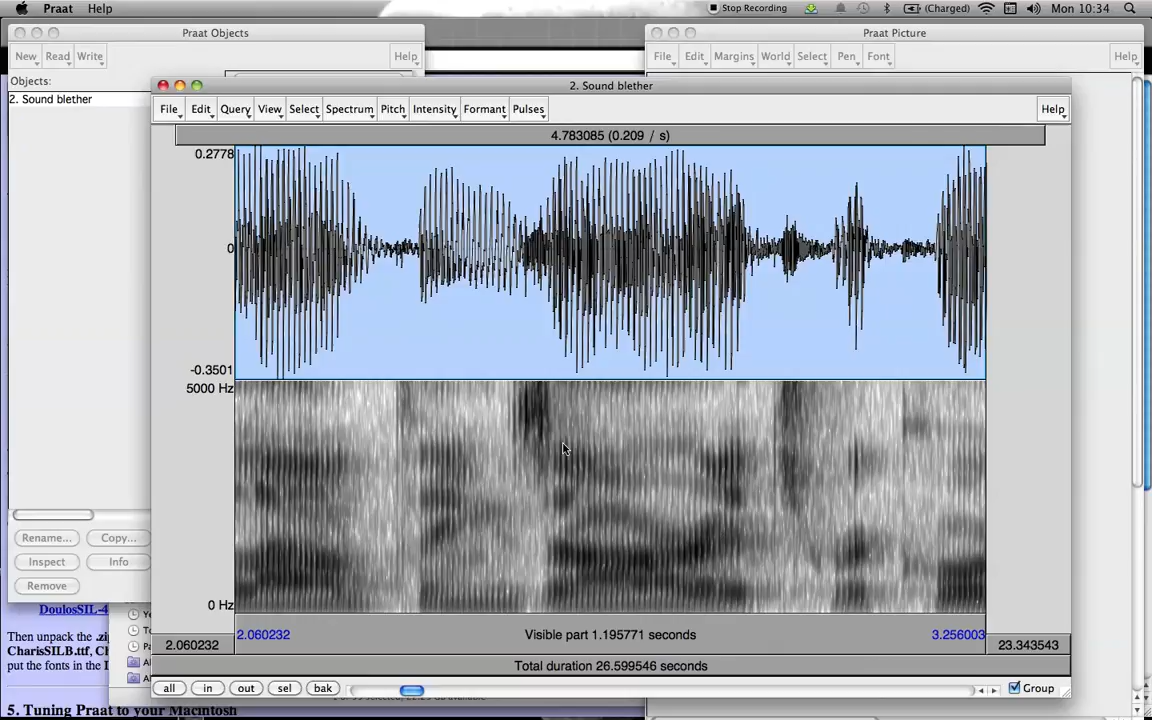 Praat Help
Stop Recording
(Charged)
Mon 10:34
Praat Objects
New Read Write Help
Objects:
2. Sound blether
Praat Picture
File Edit Margins World Select Pen Font Help
2. Sound blether
File Edit Query View Select Spectrum Pitch Intensity Formant Pulses Help
4.783085 (0.209 / s)
0.2778
0
-0.3501
5000 Hz
0 Hz
2.060232 Visible part 1.195771 seconds 3.256003
2.060232 23.343543
Total duration 26.599546 seconds
all in out sel bak Group
Rename... Copy...
Inspect Info
Remove
DoulosSIL-4
Then unpack the .zi
CharisSILB.ttf, Ch
put the fonts in the
5. Tuning Praat to your Macintosh